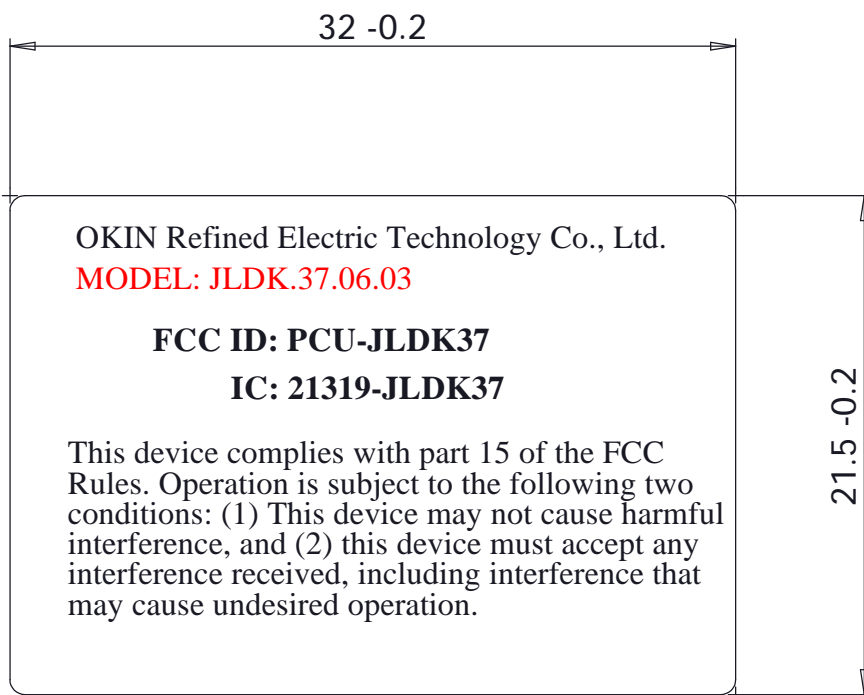 32 -0.2
OKIN Refined Electric Technology Co., Ltd.
MODEL: JLDK.37.06.03
FCC ID: PCU-JLDK37
IC: 21319-JLDK37
21.5 -0.2
This device complies with part 15 of the FCC
Rules. Operation is subject to the following two
conditions: (1) This device may not cause harmful
interference, and (2) this device must accept any
interference received, including interference that
may cause undesired operation.